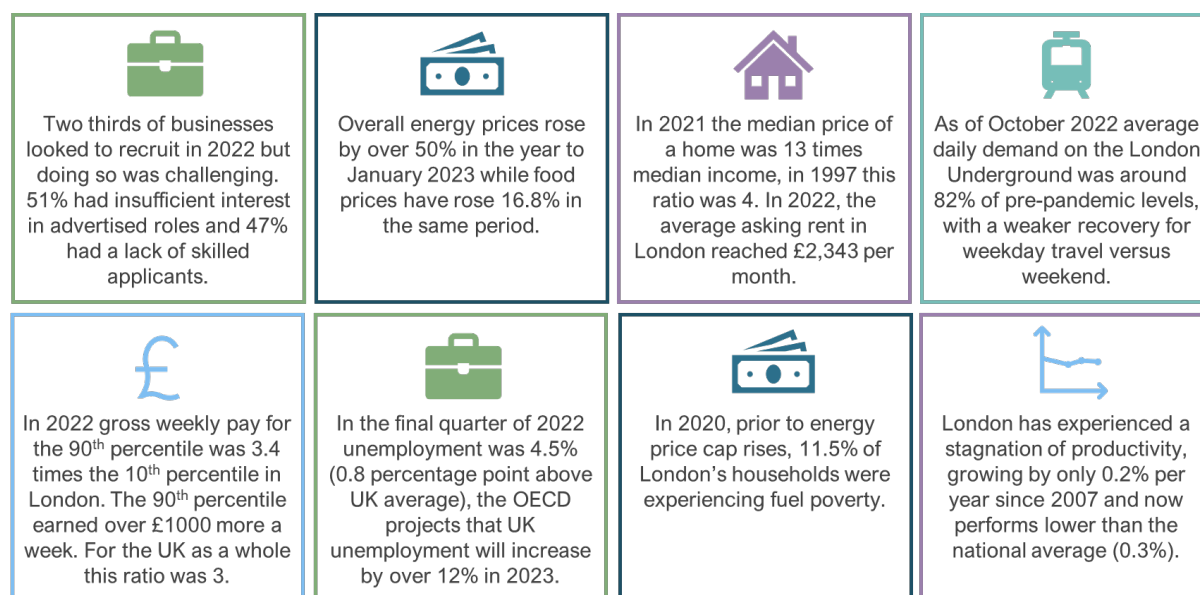 Two thirds of businesses
looked to recruit in 2022 but
doing so was challenging.
51% had insufficient interest
in advertised roles and 47%
had a lack of skilled
applicants.
Overall energy prices rose
by over 50% in the year to
January 2023 while food
prices have rose 16.8% in
the same period.
In 2021 the median price of
a home was 13 times
median income, in 1997 this
ratio was 4. In 2022, the
average asking rent in
London reached £2,343 per
month.
As of October 2022 average
daily demand on the London
Underground was around
82% of pre-pandemic levels,
with a weaker recovery for
weekday travel versus
weekend.
£
In 2022 gross weekly pay for
the 90th percentile was 3.4
times the 10th percentile in
London. The 90th percentile
earned over £1000 more a
week. For the UK as a whole
this ratio was 3.
In the final quarter of 2022
unemployment was 4.5%
(0.8 percentage point above
UK average), the OECD
projects that UK
unemployment will increase
by over 12% in 2023.
In 2020, prior to energy
price cap rises, 11.5% of
London’s households were
experiencing fuel poverty.
London has experienced a
stagnation of productivity,
growing by only 0.2% per
year since 2007 and now
performs lower than the
national average (0.3%).